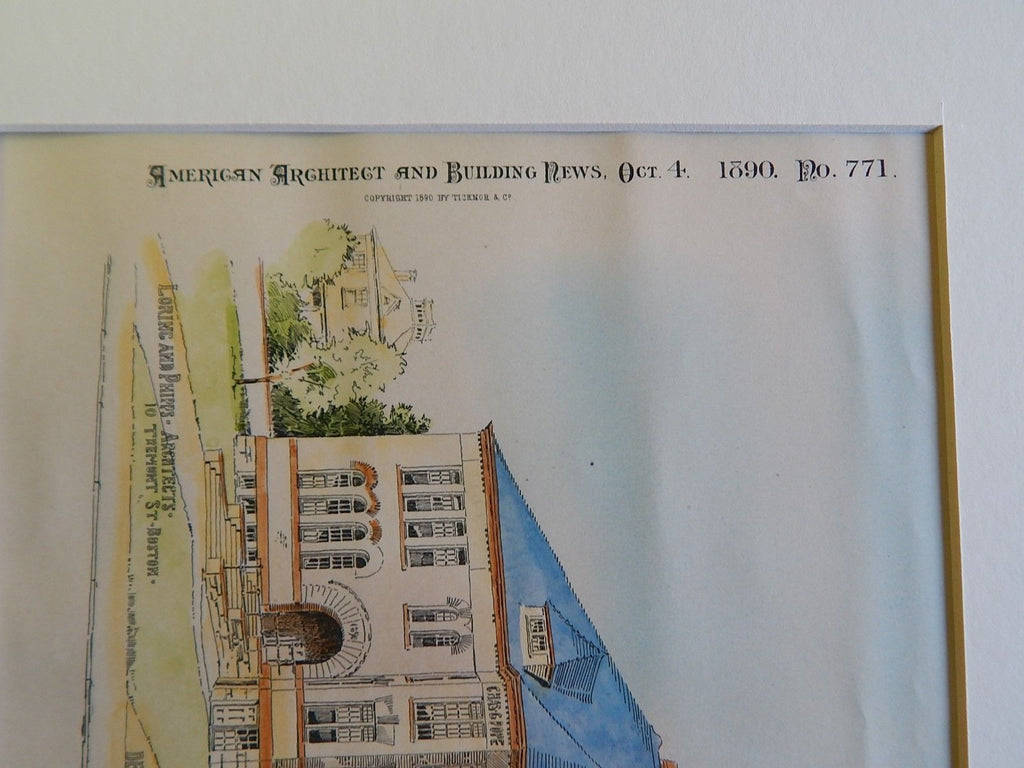 AMERICAN ARCHITECT AND BUILDING NEWS, OCT. 4. 1890. NO. 771.
COPYRIGHT 1890 BY TICKNOR & CO
LORING AND PHIPPS · ARCHITECTS ·
10 TREMONT ST · BOSTON ·